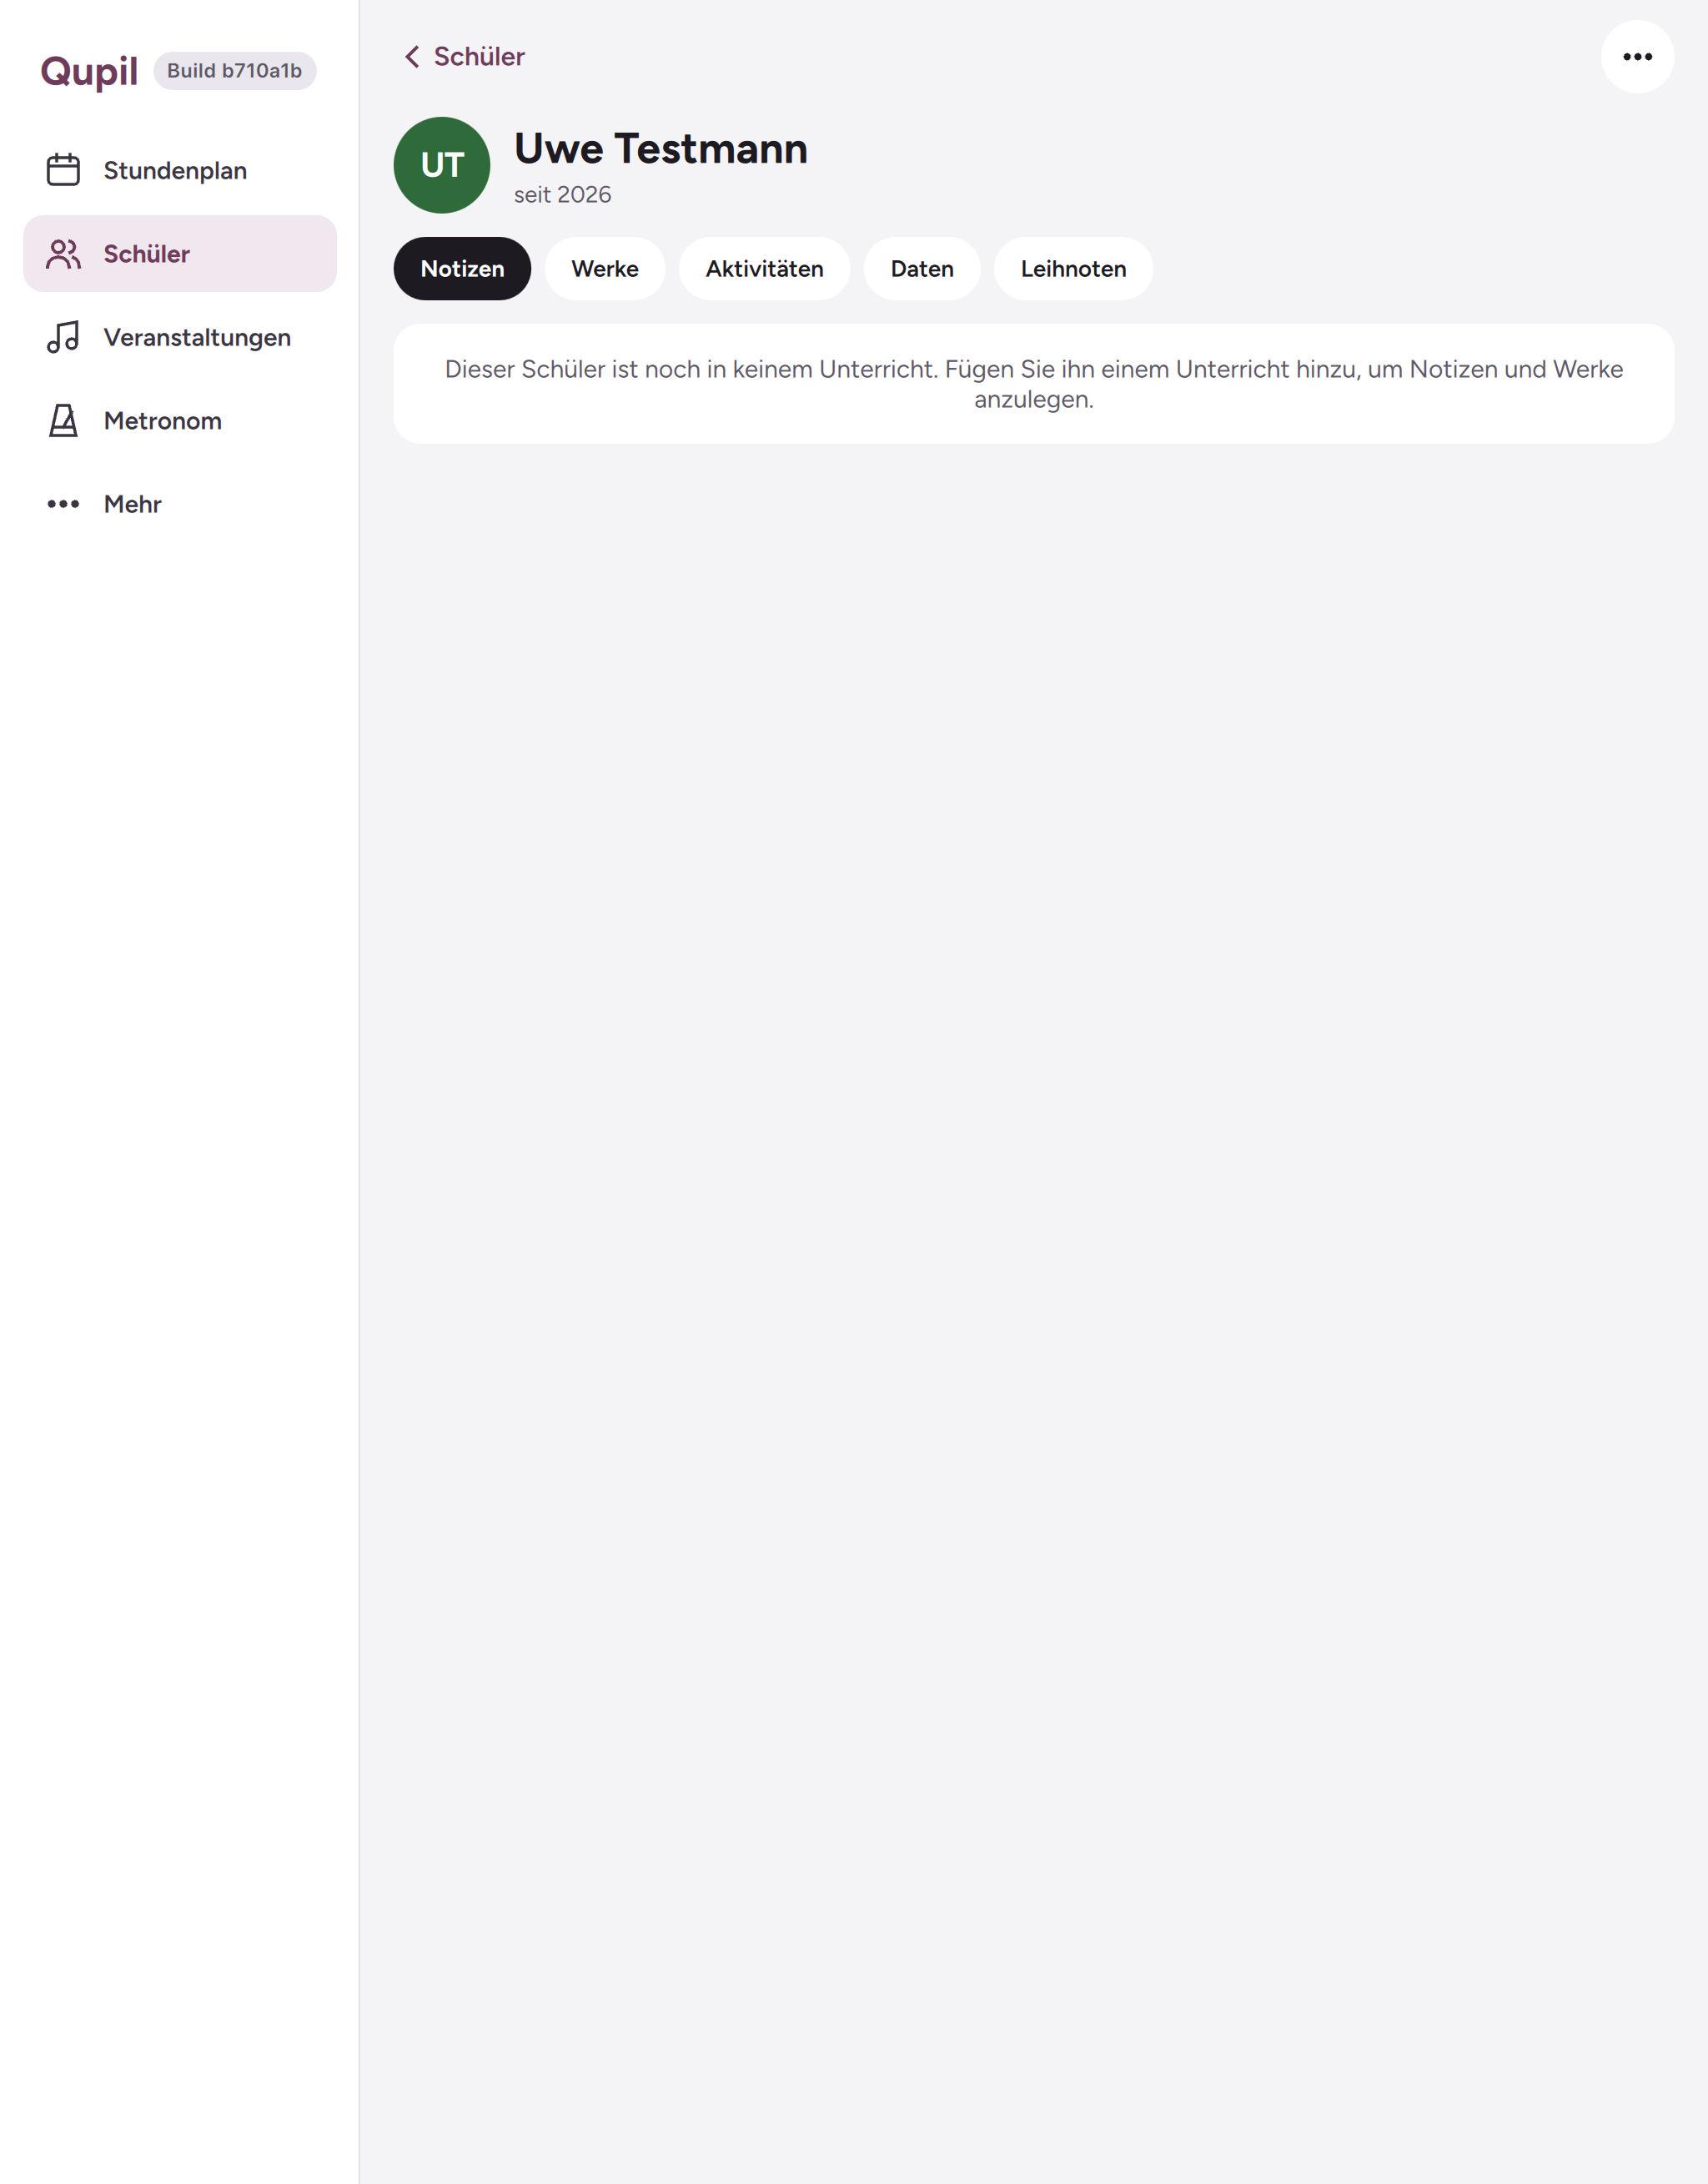 Qupil
Build b710a1b
Stundenplan
Schüler
Veranstaltungen
Metronom
Mehr
Schüler
UT
Uwe Testmann
seit 2026
Notizen
Werke
Aktivitäten
Daten
Leihnoten
Dieser Schüler ist noch in keinem Unterricht. Fügen Sie ihn einem Unterricht hinzu, um Notizen und Werke
anzulegen.